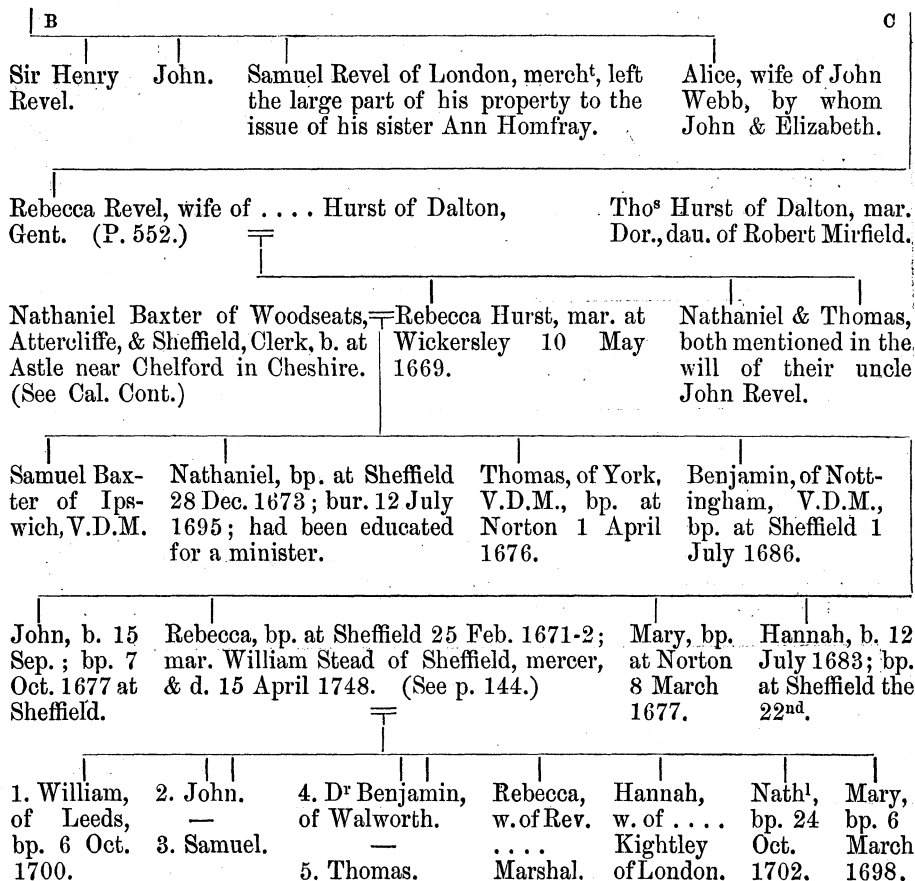 B
C
Sir Henry
Revel.
John.
Samuel Revel of London, mercht, left
the large part of his property to the
issue of his sister Ann Homfray.
Alice, wife of John
Webb, by whom
John & Elizabeth.
Rebecca Revel, wife of .... Hurst of Dalton,
Gent. (P. 552.)
Thos Hurst of Dalton, mar.
Dor., dau. of Robert Mirfield.
Nathaniel Baxter of Woodseats,
Attercliffe, & Sheffield, Clerk, b. at
Astle near Chelford in Cheshire.
(See Cal. Cont.)
Rebecca Hurst, mar. at
Wickersley 10 May
1669.
Nathaniel & Thomas,
both mentioned in the
will of their uncle
John Revel.
Samuel Bax-
ter of Ips-
wich, V.D.M.
Nathaniel, bp. at Sheffield
28 Dec. 1673; bur. 12 July
1695; had been educated
for a minister.
Thomas, of York,
V.D.M., bp. at
Norton 1 April
1676.
Benjamin, of Nott-
ingham, V.D.M.,
bp. at Sheffield 1
July 1686.
John, b. 15
Sep.; bp. 7
Oct. 1677 at
Sheffield.
Rebecca, bp. at Sheffield 25 Feb. 1671-2;
mar. William Stead of Sheffield, mercer,
& d. 15 April 1748. (See p. 144.)
Mary, bp.
at Norton
8 March
1677.
Hannah, b. 12
July 1683; bp.
at Sheffield the
22nd.
1. William,
of Leeds,
bp. 6 Oct.
1700.
2. John.
—
3. Samuel.
4. Dr Benjamin,
of Walworth.
—
5. Thomas.
Rebecca,
w. of Rev.
....
Marshal.
Hannah,
w. of ....
Kightley
of London.
Nathl,
bp. 24
Oct.
1702.
Mary,
bp. 6
March
1698.